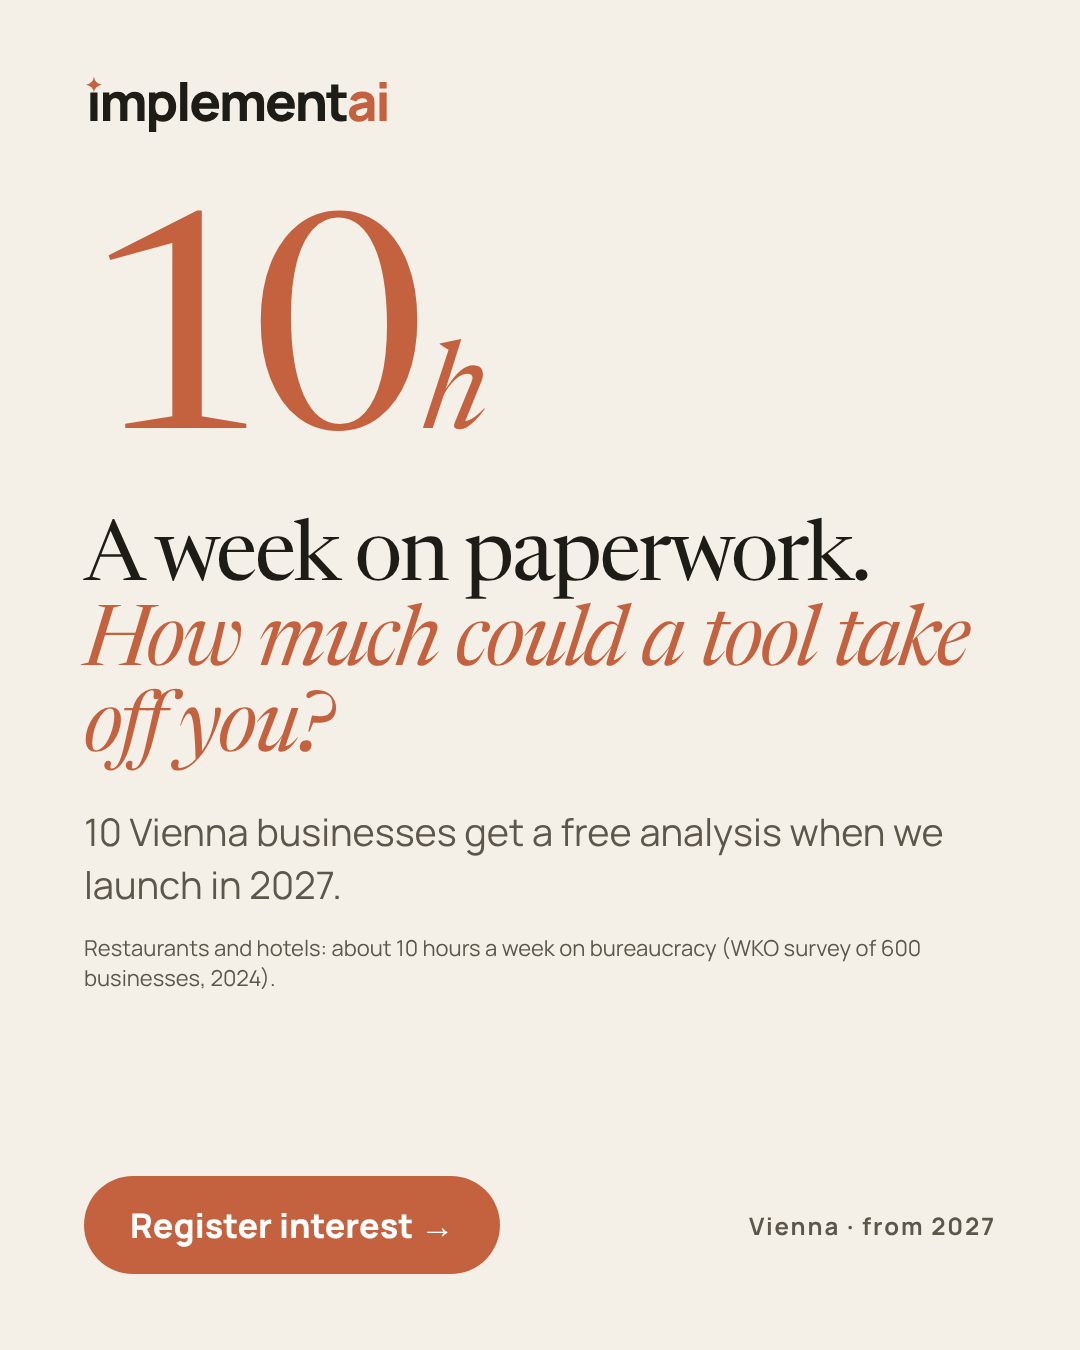 implementai
10h
A week on paperwork.
How much could a tool take
off you?
10 Vienna businesses get a free analysis when we
launch in 2027.
Restaurants and hotels: about 10 hours a week on bureaucracy (WKO survey of 600
businesses, 2024).
Register interest →
Vienna · from 2027